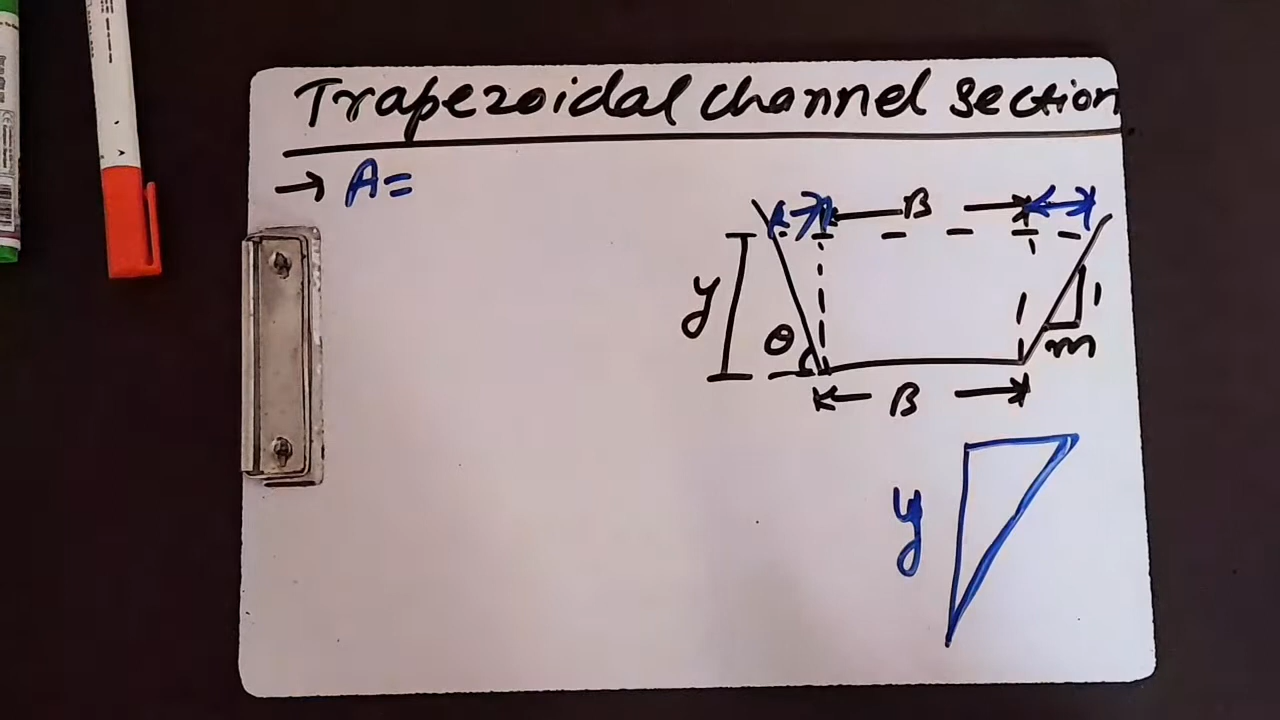 Trapezoidal channel section
→ A=
B
y
θ
1
m
B
y